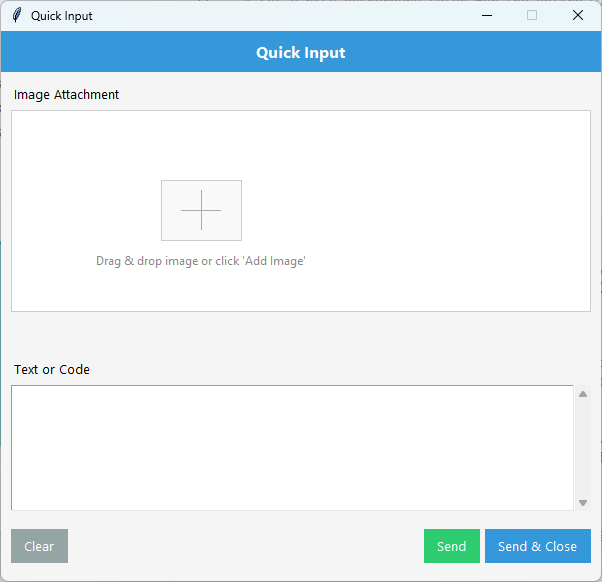 Quick Input
Quick Input
Image Attachment
Drag & drop image or click 'Add Image'
Text or Code
Clear
Send
Send & Close